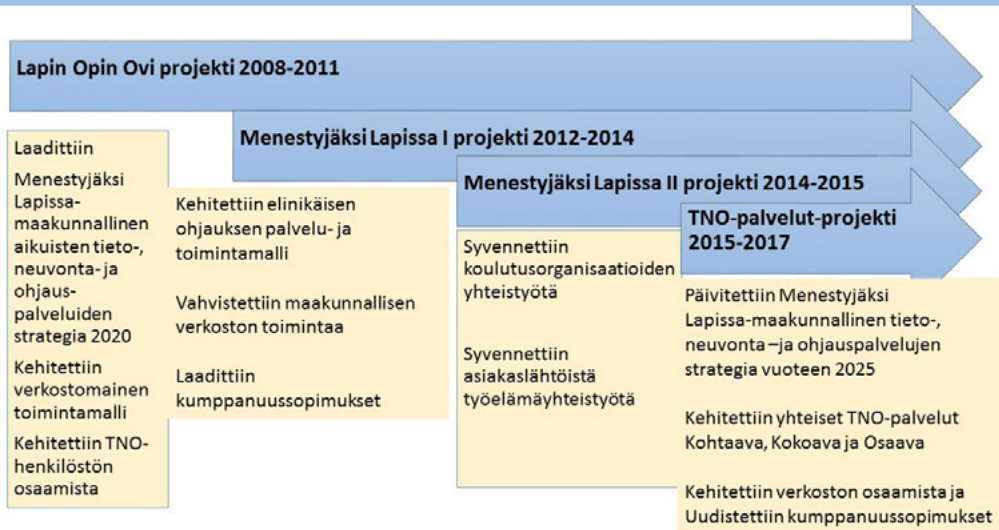 Lapin Opin Ovi projekti 2008-2011
Laadittiin
Menestyjäksi
Lapissa-
maakunnallinen
aikuisten tieto-,
neuvonta- ja
ohjaus-
palveluiden
strategia 2020
Kehitettiin
verkostomainen
toimintamalli
Kehitettiin TNO-
henkilöstön
osaamista
Menestyjäksi Lapissa I projekti 2012-2014
Kehitettiin elinikäisen
ohjauksen palvelu- ja
toimintamalli
Vahvistettiin maakunnallisen
verkoston toimintaa
Laadittiin
kumppanuussopimukset
Menestyjäksi Lapissa II projekti 2014-2015
Syvennettiin
koulutusorganisaatioiden
yhteistyötä
Syvennettiin
asiakaslähtöistä
työelämäyhteistyötä
TNO-palvelut-projekti
2015-2017
Päivitettiin Menestyjäksi
Lapissa-maakunnallinen tieto-,
neuvonta –ja ohjauspalvelujen
strategia vuoteen 2025
Kehitettiin yhteiset TNO-palvelut
Kohtaava, Kokoava ja Osaava
Kehitettiin verkoston osaamista ja
Uudistettiin kumppanuussopimukset